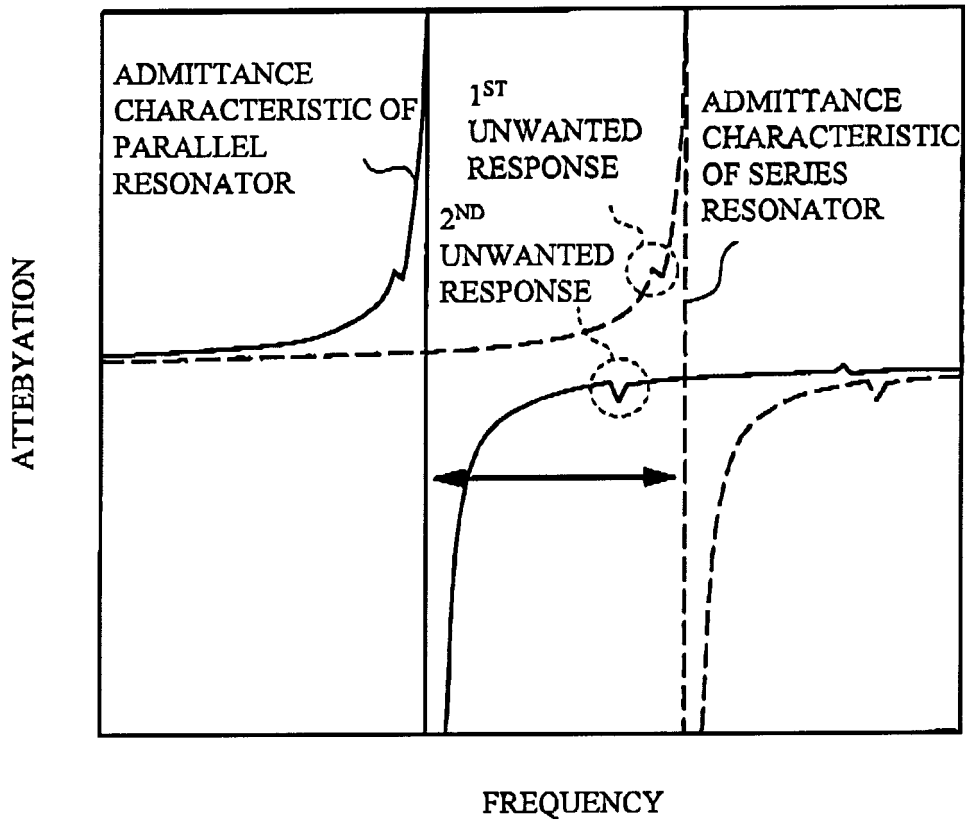 ADMITTANCE
CHARACTERISTIC OF
PARALLEL
RESONATOR
1ST
UNWANTED
RESPONSE
2ND
UNWANTED
RESPONSE
ADMITTANCE
CHARACTERISTIC
OF SERIES
RESONATOR
ATTEBYATION
FREQUENCY